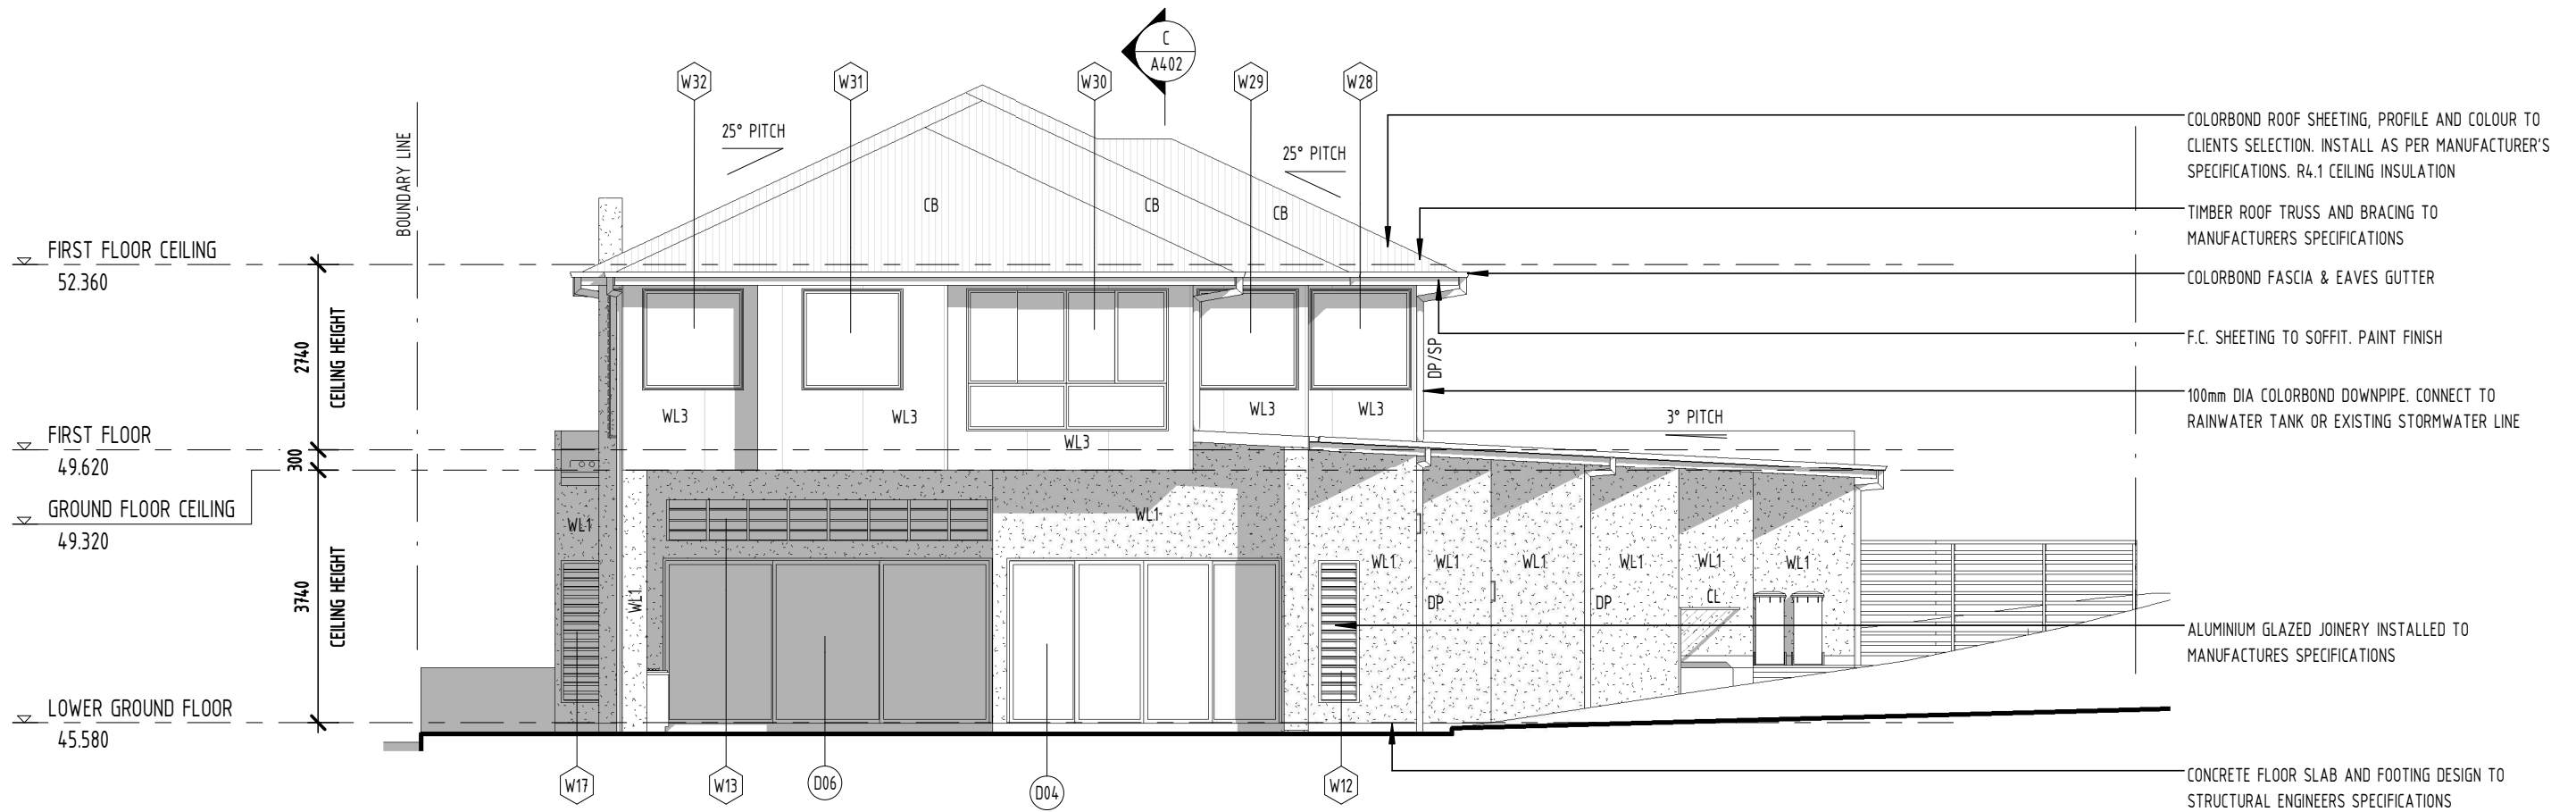 C
A402
W32
W31
W30
W29
W28
25° PITCH
25° PITCH
BOUNDARY LINE
CB
CB
CB
COLORBOND ROOF SHEETING, PROFILE AND COLOUR TO
CLIENTS SELECTION. INSTALL AS PER MANUFACTURER'S
SPECIFICATIONS. R4.1 CEILING INSULATION
TIMBER ROOF TRUSS AND BRACING TO
MANUFACTURERS SPECIFICATIONS
COLORBOND FASCIA & EAVES GUTTER
F.C. SHEETING TO SOFFIT. PAINT FINISH
100mm DIA COLORBOND DOWNPIPE. CONNECT TO
RAINWATER TANK OR EXISTING STORMWATER LINE
FIRST FLOOR CEILING
52.360
2740
CEILING HEIGHT
FIRST FLOOR
49.620
300
GROUND FLOOR CEILING
49.320
3740
CEILING HEIGHT
LOWER GROUND FLOOR
45.580
WL3
WL3
WL3
WL3
WL3
DP/SP
3° PITCH
WL1
WL1
WL1
WL1
WL1
WL1
WL1
WL1
WL1
DP
DP
CL
ALUMINIUM GLAZED JOINERY INSTALLED TO
MANUFACTURES SPECIFICATIONS
CONCRETE FLOOR SLAB AND FOOTING DESIGN TO
STRUCTURAL ENGINEERS SPECIFICATIONS
W17
W13
D06
D04
W12